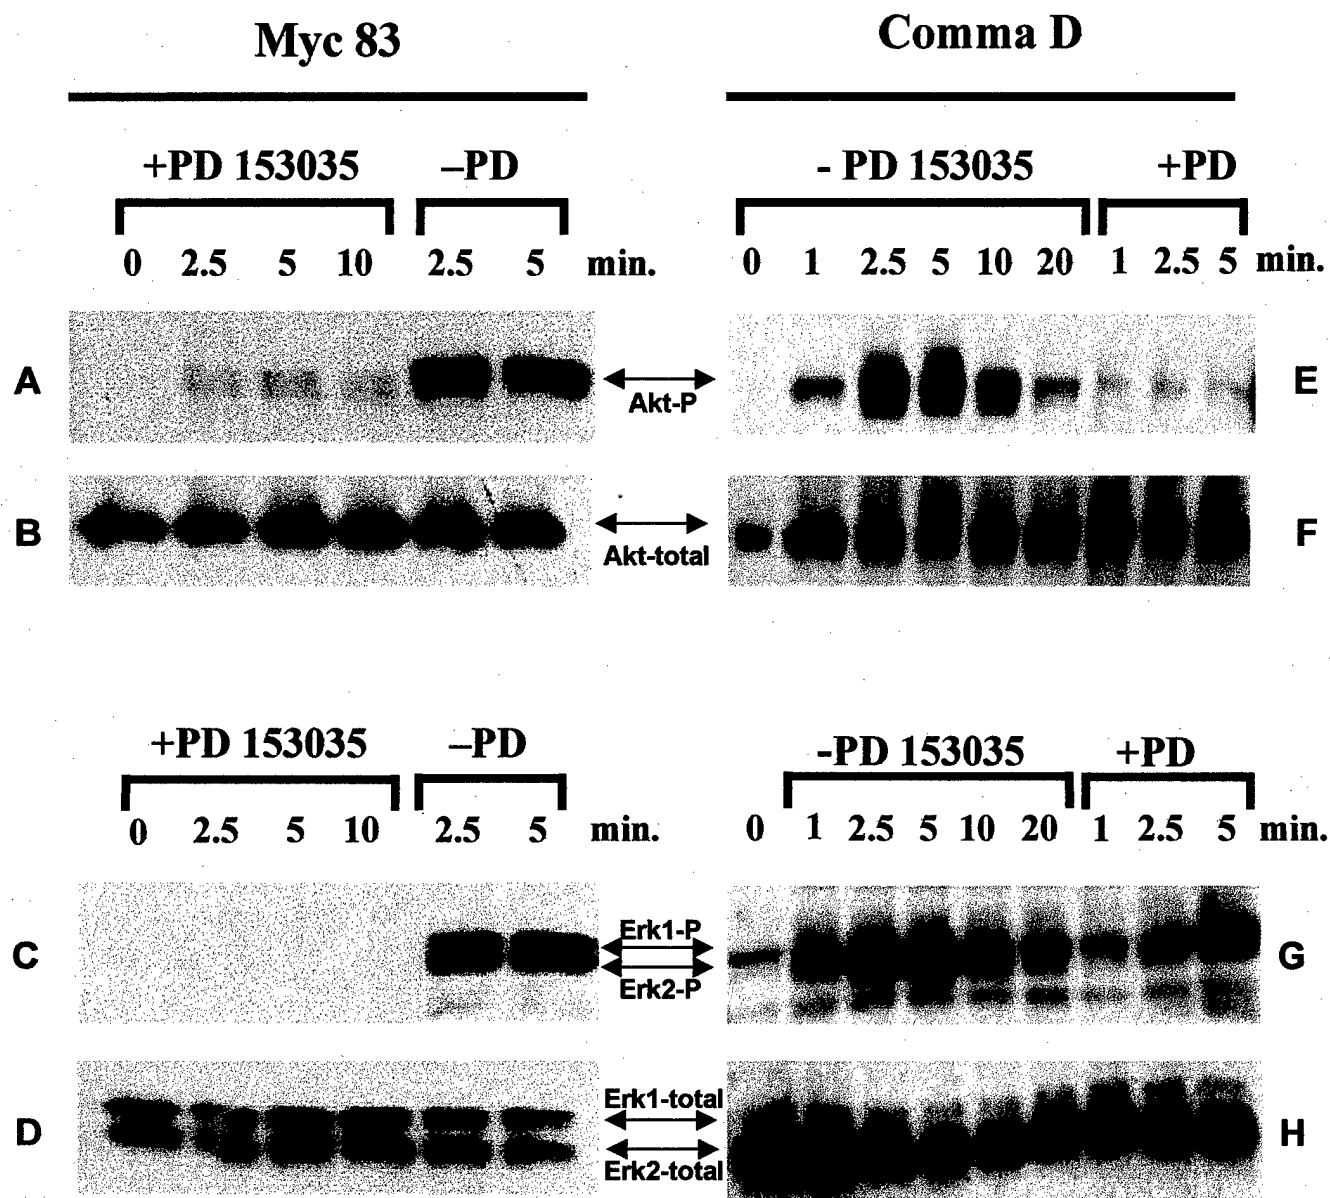 Myc 83
Comma D
+PD 153035 –PD
- PD 153035 +PD
0 2.5 5 10 2.5 5 min.
0 1 2.5 5 10 20 1 2.5 5 min.
A
Akt-P
E
B
Akt-total
F
+PD 153035 –PD
-PD 153035 +PD
0 2.5 5 10 2.5 5 min.
0 1 2.5 5 10 20 1 2.5 5 min.
C
Erk1-P
Erk2-P
G
D
Erk1-total
Erk2-total
H